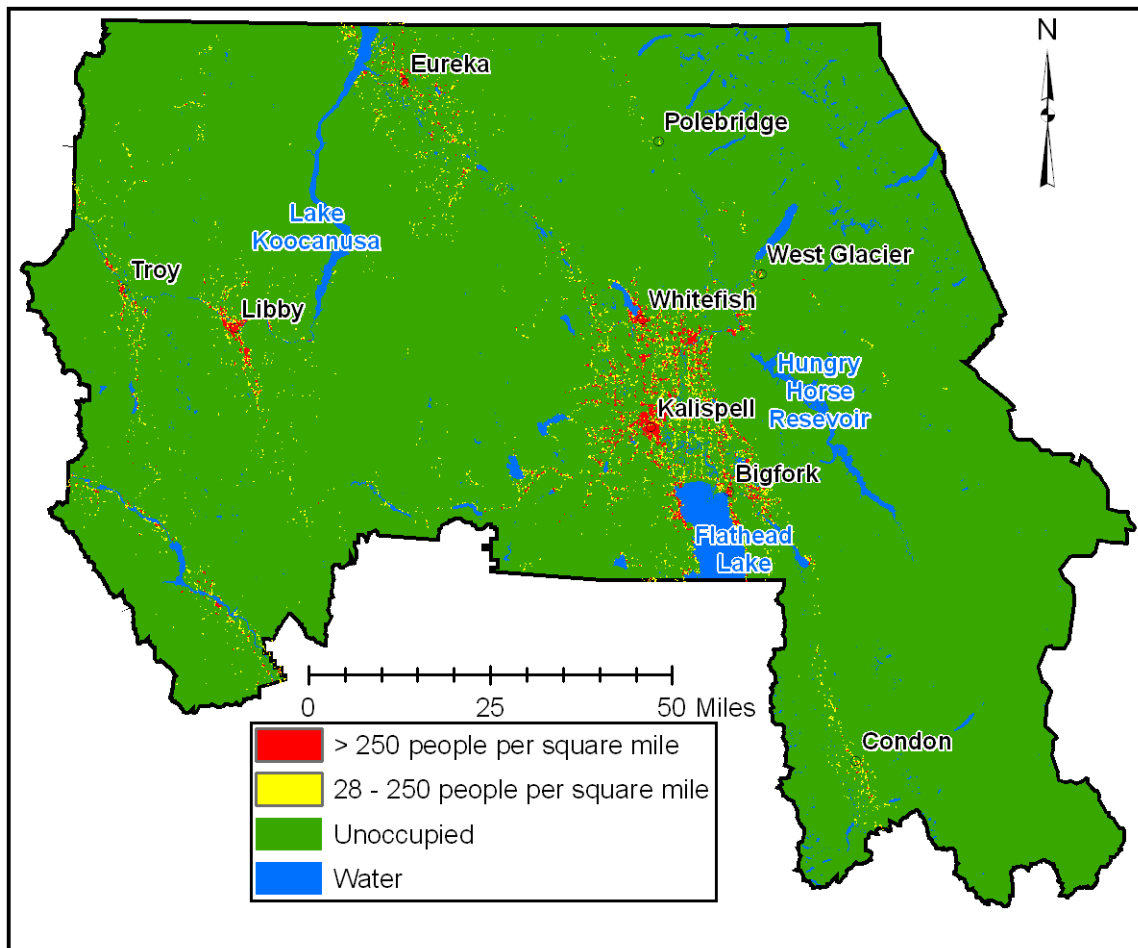 N
Eureka
Polebridge
Lake
Koocanusa
West Glacier
Troy
Libby
Whitefish
Hungry
Horse
Resevoir
Kalispell
Bigfork
Flathead
Lake
0 25 50 Miles
Condon
> 250 people per square mile
28 - 250 people per square mile
Unoccupied
Water